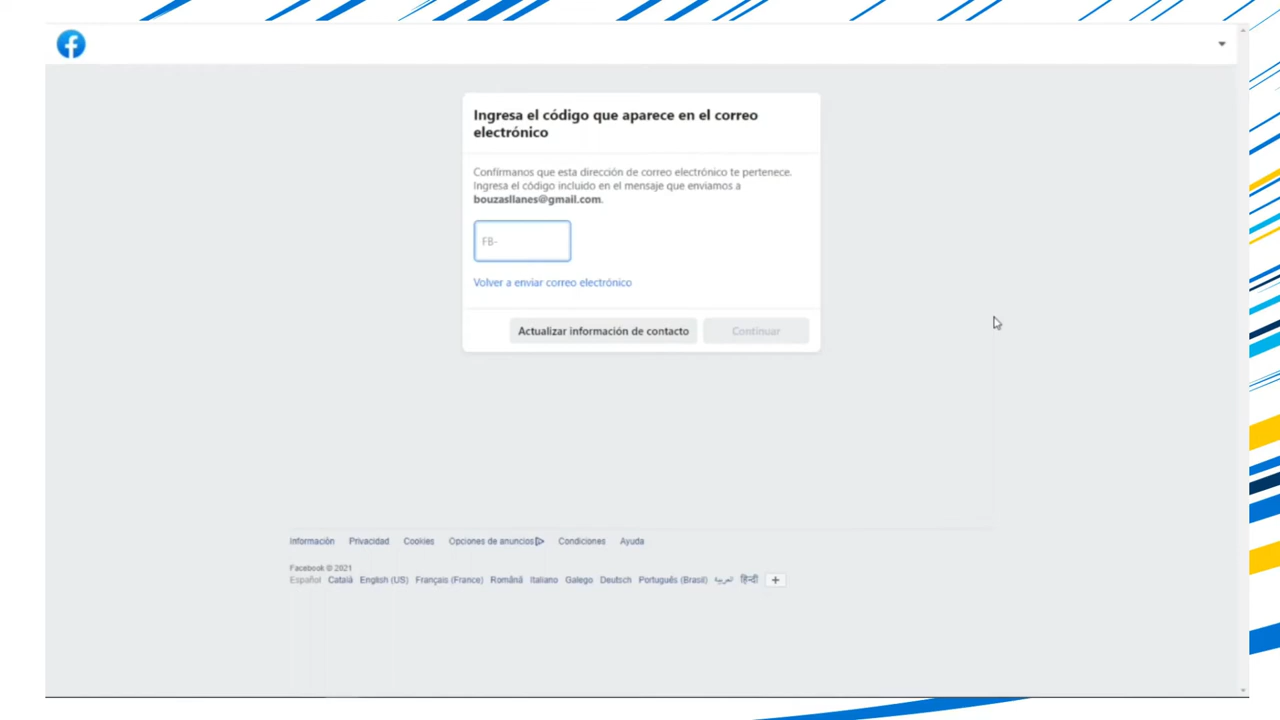 Ingresa el código que aparece en el correo
electrónico
Confírmanos que esta dirección de correo electrónico te pertenece.
Ingresa el código incluido en el mensaje que enviamos a
bouzasllanes@gmail.com.
FB-
Volver a enviar correo electrónico
Actualizar información de contacto
Continuar
Información Privacidad Cookies Opciones de anuncios Condiciones Ayuda
Facebook © 2021
Español Català English (US) Français (France) Română Italiano Galego Deutsch Português (Brasil) العربية हिन्दी +